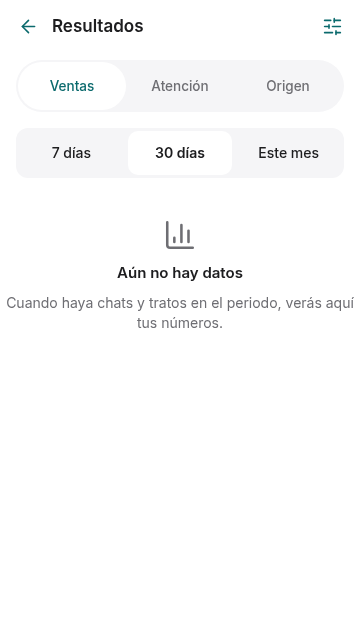 Resultados
Ventas
Atención
Origen
7 días
30 días
Este mes
Aún no hay datos
Cuando haya chats y tratos en el periodo, verás aquí
tus números.